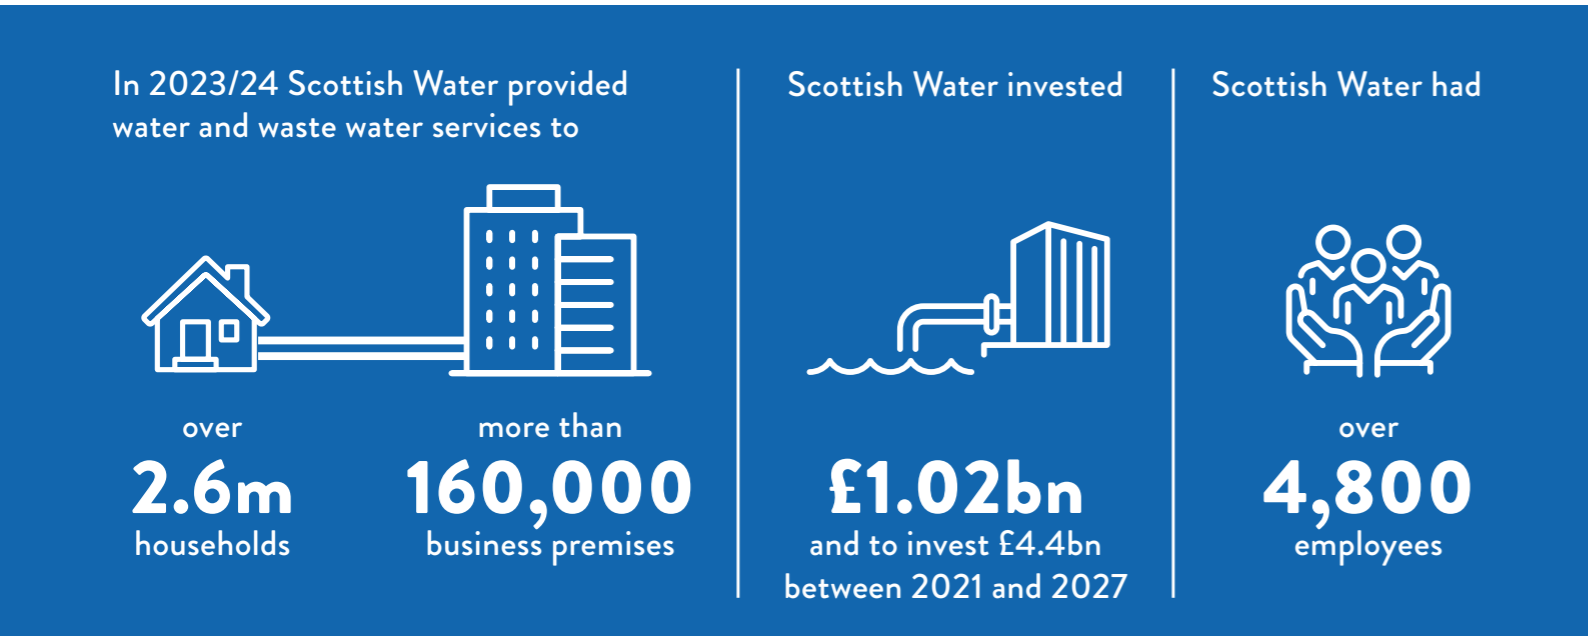 In 2023/24 Scottish Water provided
water and waste water services to
over
2.6m
households
more than
160,000
business premises
Scottish Water invested
£1.02bn
and to invest £4.4bn
between 2021 and 2027
Scottish Water had
over
4,800
employees